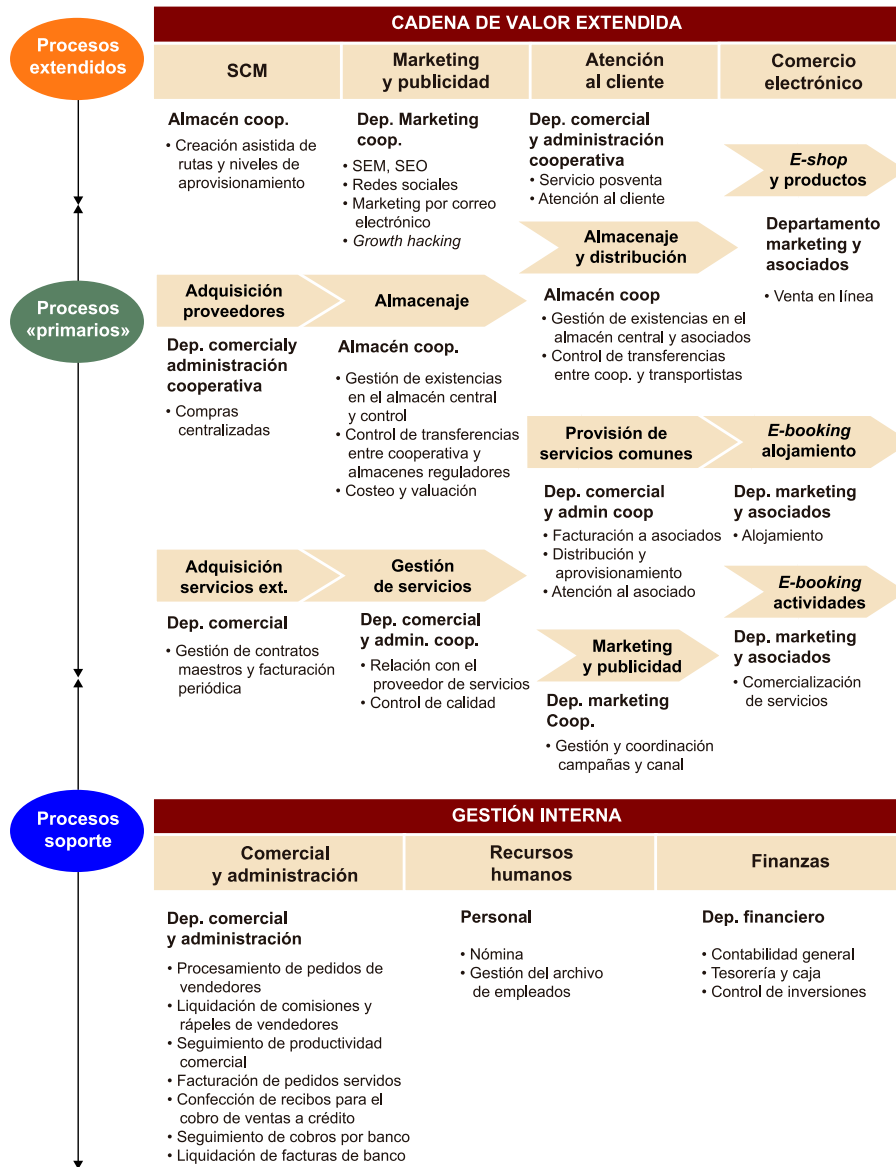 Procesos
extendidos
CADENA DE VALOR EXTENDIDA
SCM
Marketing
y publicidad
Atención
al cliente
Comercio
electrónico
Almacén coop.
• Creación asistida de
rutas y niveles de
aprovisionamiento
Dep. Marketing
coop.
• SEM, SEO
• Redes sociales
• Marketing por correo
electrónico
• Growth hacking
Dep. comercial
y administración
cooperativa
• Servicio posventa
• Atención al cliente
E-shop
y productos
Departamento
marketing y
asociados
• Venta en línea
Procesos
«primarios»
Adquisición
proveedores
Almacenaje
Almacenaje
y distribución
Dep. comercialy
administración
cooperativa
• Compras
centralizadas
Almacén coop.
• Gestión de existencias
en el almacén central
y control
• Control de transferencias
entre cooperativa y
almacenes reguladores
• Costeo y valuación
Almacén coop
• Gestión de existencias en el
almacén central y asociados
• Control de transferencias
entre coop. y transportistas
Provisión de
servicios comunes
E-booking
alojamiento
Dep. comercial
y admin coop
• Facturación a asociados
• Distribución y
aprovisionamiento
• Atención al asociado
Dep. marketing
y asociados
• Alojamiento
Adquisición
servicios ext.
Gestión
de servicios
E-booking
actividades
Dep. comercial
• Gestión de contratos
maestros y facturación
periódica
Dep. comercial
y admin. coop.
• Relación con el
proveedor de servicios
• Control de calidad
Marketing
y publicidad
Dep. marketing
Coop.
• Gestión y coordinación
campañas y canal
Dep. marketing
y asociados
• Comercialización
de servicios
Procesos
soporte
GESTIÓN INTERNA
Comercial
y administración
Recursos
humanos
Finanzas
Dep. comercial
y administración
• Procesamiento de pedidos de
vendedores
• Liquidación de comisiones y
rápeles de vendedores
• Seguimiento de productividad
comercial
• Facturación de pedidos servidos
• Confección de recibos para el
cobro de ventas a crédito
• Seguimiento de cobros por banco
• Liquidación de facturas de banco
Personal
• Nómina
• Gestión del archivo
de empleados
Dep. financiero
• Contabilidad general
• Tesorería y caja
• Control de inversiones